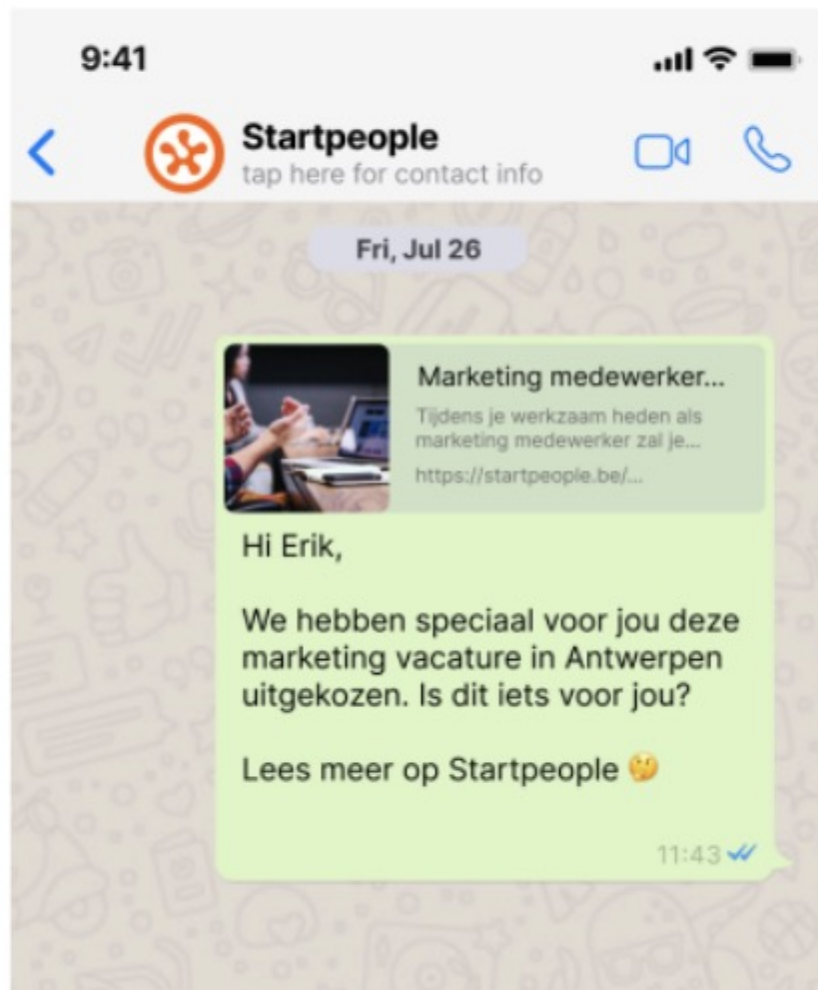 9:41
Startpeople
tap here for contact info
Fri, Jul 26
Marketing medewerker...
Tijdens je werkzaam heden als
marketing medewerker zal je...
https://startpeople.be/...
Hi Erik,
We hebben speciaal voor jou deze
marketing vacature in Antwerpen
uitgekozen. Is dit iets voor jou?
Lees meer op Startpeople 🤔
11:43